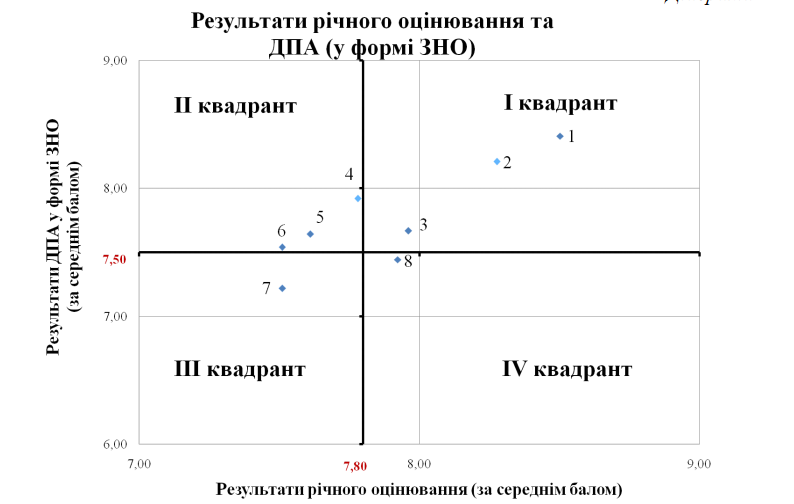 Результати річного оцінювання та
ДПА (у формі ЗНО)
9,00
II квадрант
I квадрант
1
2
4
8,00
3
5
6
7,50
8
7
7,00
III квадрант
IV квадрант
6,00
7,00
7,80
8,00
9,00
Результати ДПА у формі ЗНО
(за середнім балом)
Результати річного оцінювання (за середнім балом)